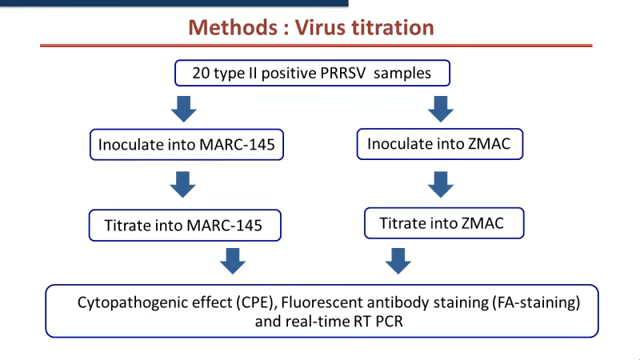 Methods : Virus titration
20 type II positive PRRSV samples
Inoculate into MARC-145
Inoculate into ZMAC
Titrate into MARC-145
Titrate into ZMAC
Cytopathogenic effect (CPE), Fluorescent antibody staining (FA-staining)
and real-time RT PCR